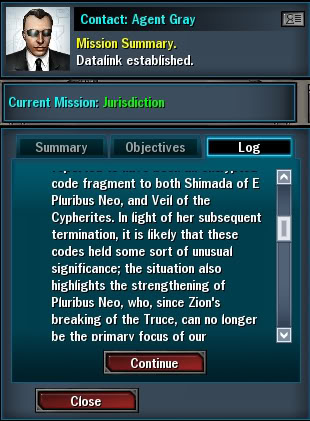 Contact: Agent Gray
Mission Summary.
Datalink established.
Current Mission: Jurisdiction
Summary
Objectives
Log
code fragment to both Shimada of E
Pluribus Neo, and Veil of the
Cypherites. In light of her subsequent
termination, it is likely that these
codes held some sort of unusual
significance; the situation also
highlights the strengthening of
Pluribus Neo, who, since Zion's
breaking of the Truce, can no longer
be the primary focus of our
Continue
Close